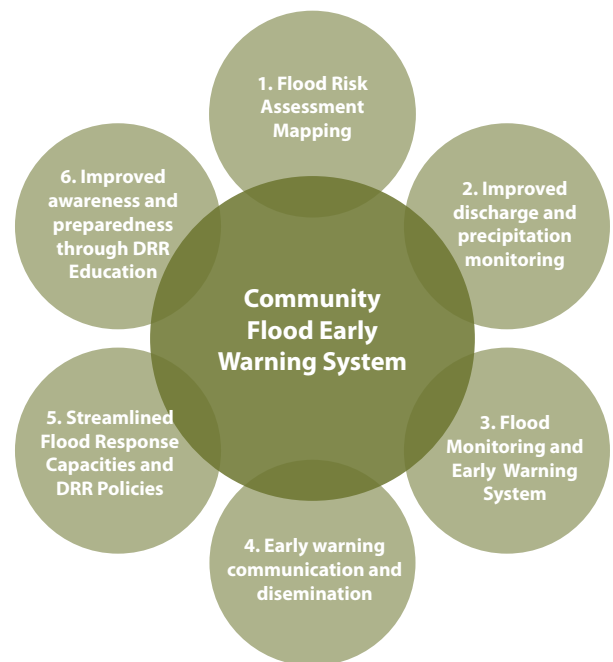 1. Flood Risk
Assessment
Mapping
2. Improved
discharge and
precipitation
monitoring
3. Flood
Monitoring and
Early Warning
System
4. Early warning
communication and
disemination
5. Streamlined
Flood Response
Capacities and
DRR Policies
6. Improved
awareness and
preparedness
through DRR
Education
Community
Flood Early
Warning System